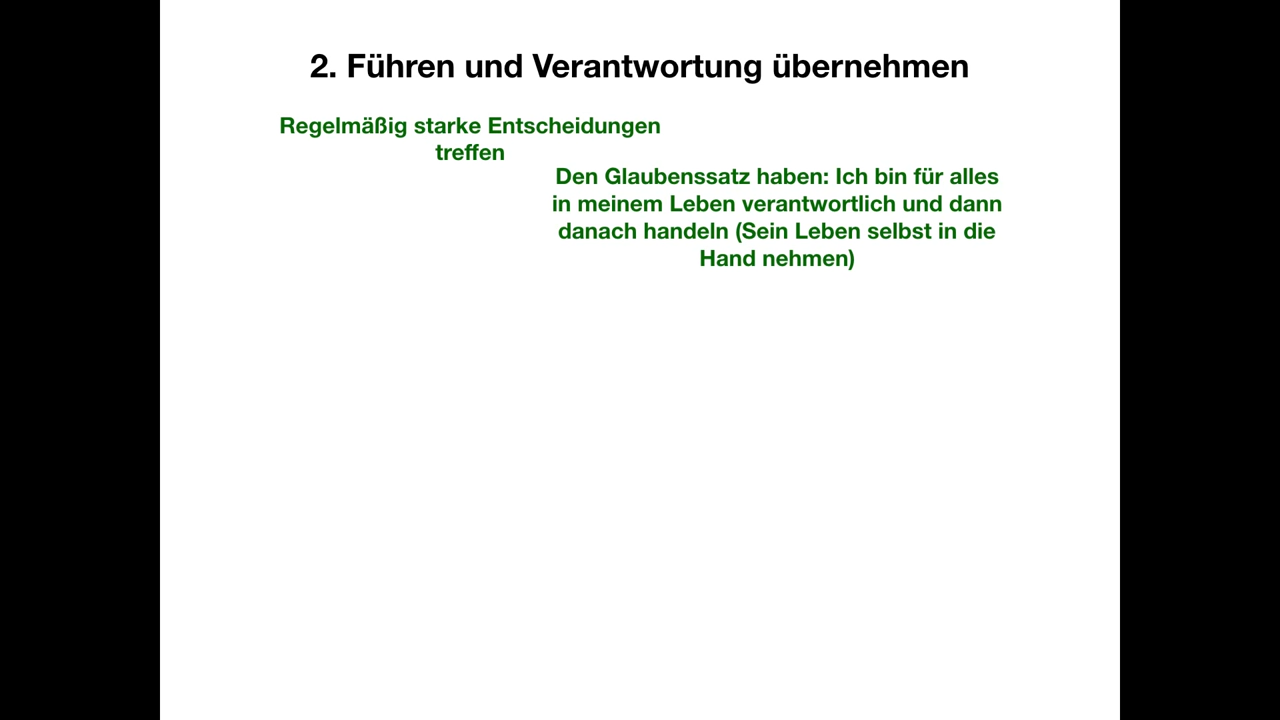 2. Führen und Verantwortung übernehmen
Regelmäßig starke Entscheidungen
treffen
Den Glaubenssatz haben: Ich bin für alles
in meinem Leben verantwortlich und dann
danach handeln (Sein Leben selbst in die
Hand nehmen)